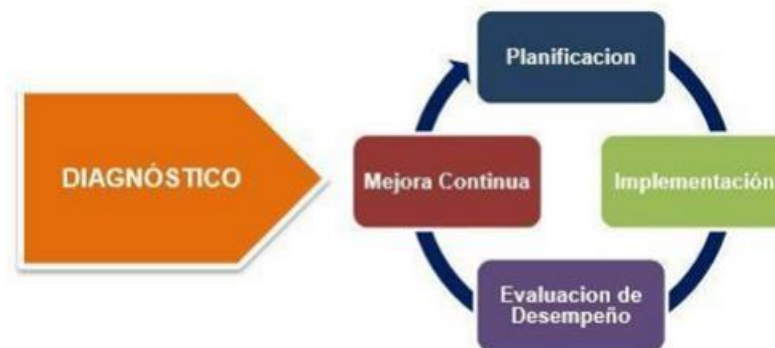 Planificacion
DIAGNÓSTICO
Mejora Continua
Implementación
Evaluacion de
Desempeño